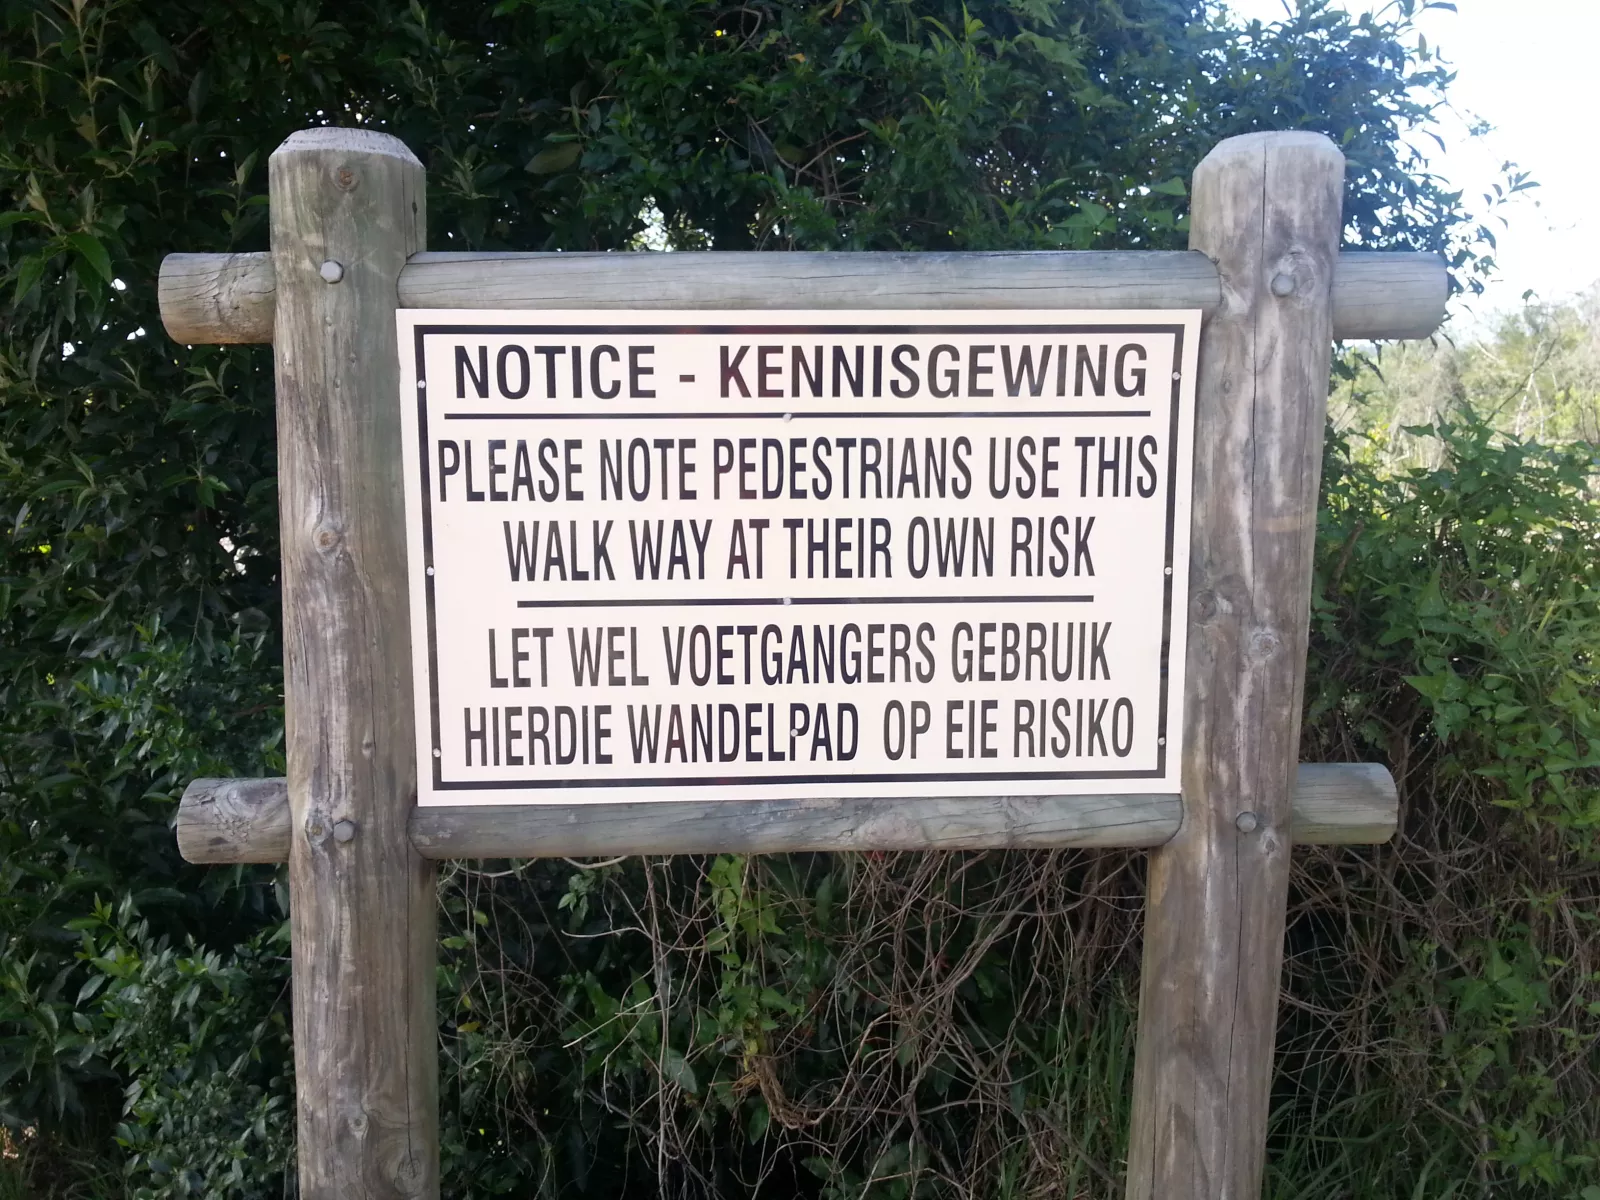 NOTICE - KENNISGEWING
PLEASE NOTE PEDESTRIANS USE THIS
WALK WAY AT THEIR OWN RISK
LET WEL VOETGANGERS GEBRUIK
HIERDIE WANDELPAD OP EIE RISIKO